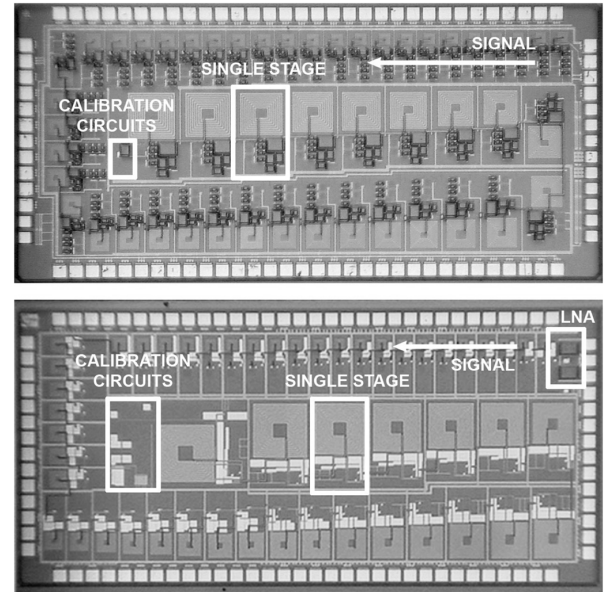 SIGNAL
SINGLE STAGE
CALIBRATION
CIRCUITS
LNA
CALIBRATION
CIRCUITS
SIGNAL
SINGLE STAGE